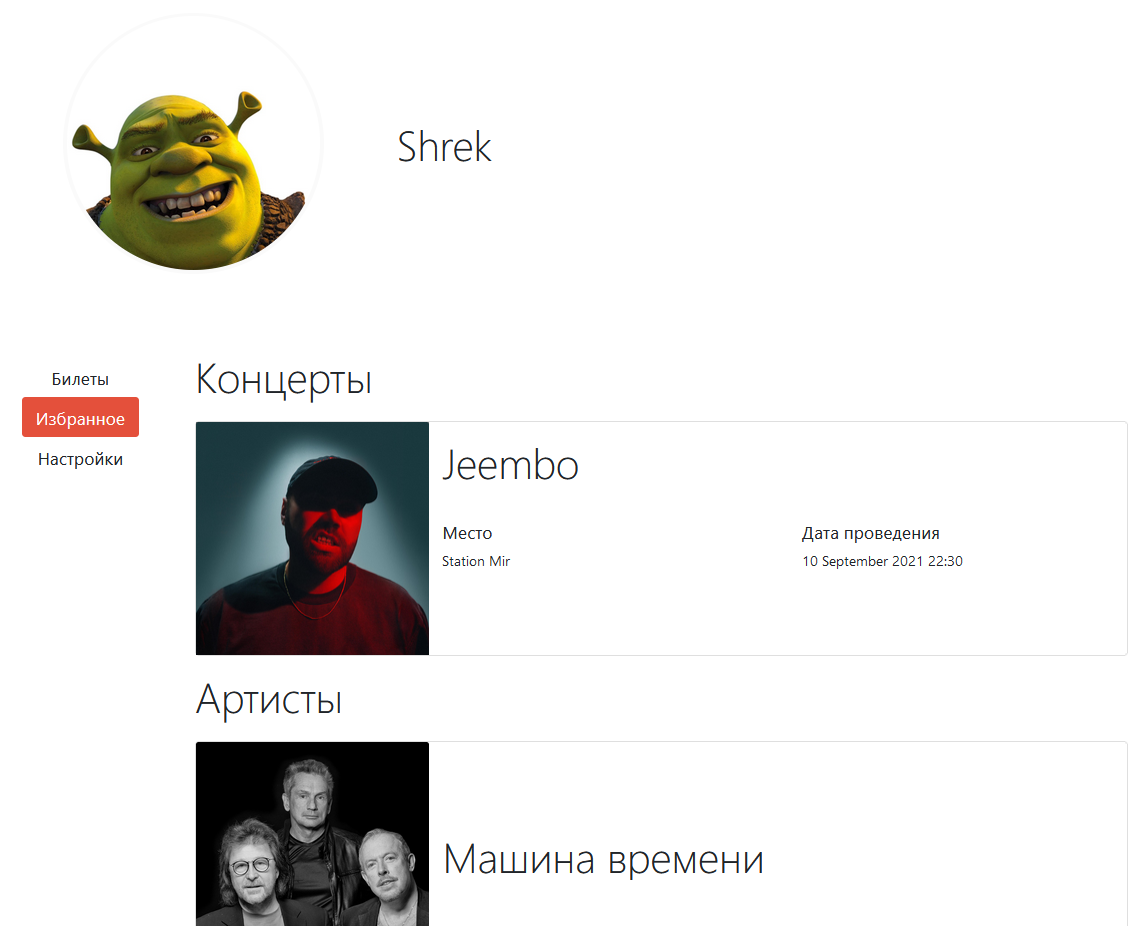 Shrek
Билеты
Избранное
Настройки
Концерты
Jeembo
Место
Дата проведения
Station Mir
10 September 2021 22:30
Артисты
Машина времени